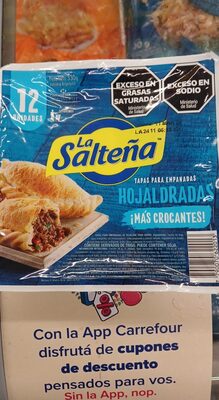 EXCESO EN
GRASAS
SATURADAS
Ministerio
de Salud
EXCESO EN
SODIO
Ministerio
de Salud
12
UNIDADES
La
Salteña
TAPAS PARA EMPANADAS
HOJALDRADAS
¡MÁS CROCANTES!
Con la App Carrefour
disfrutá de cupones
de descuento
pensados para vos.
Sin la App, nop.